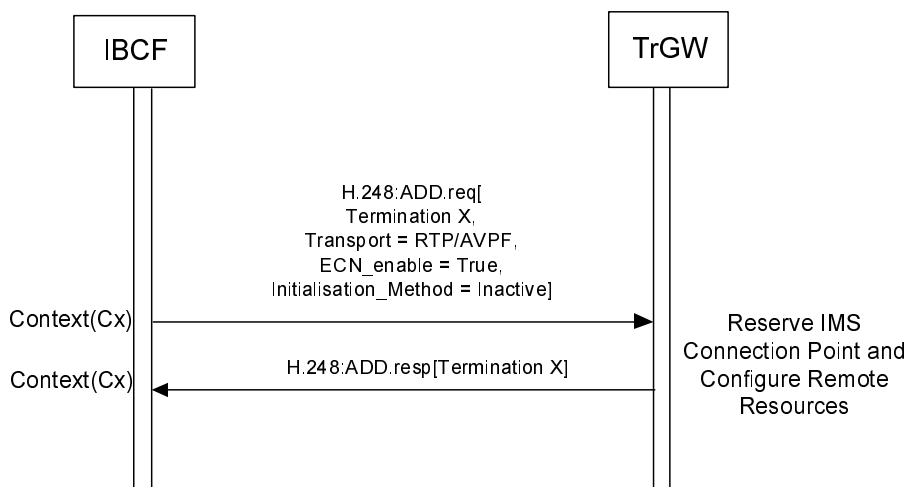 IBCF
TrGW
H.248:ADD.req[
Termination X,
Transport = RTP/AVPF,
ECN_enable = True,
Initialisation_Method = Inactive]
Context(Cx)
Reserve IMS
Connection Point and
Configure Remote
Resources
H.248:ADD.resp[Termination X]
Context(Cx)